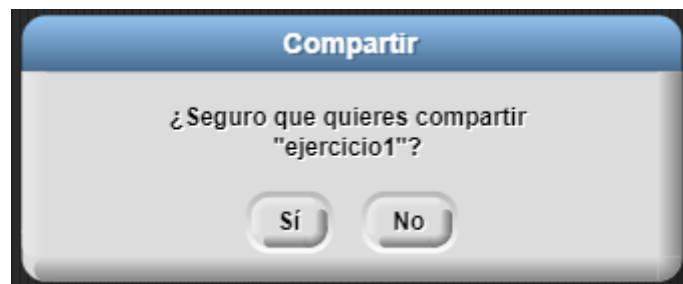 Compartir
¿Seguro que quieres compartir
"ejercicio1"?
Sí No